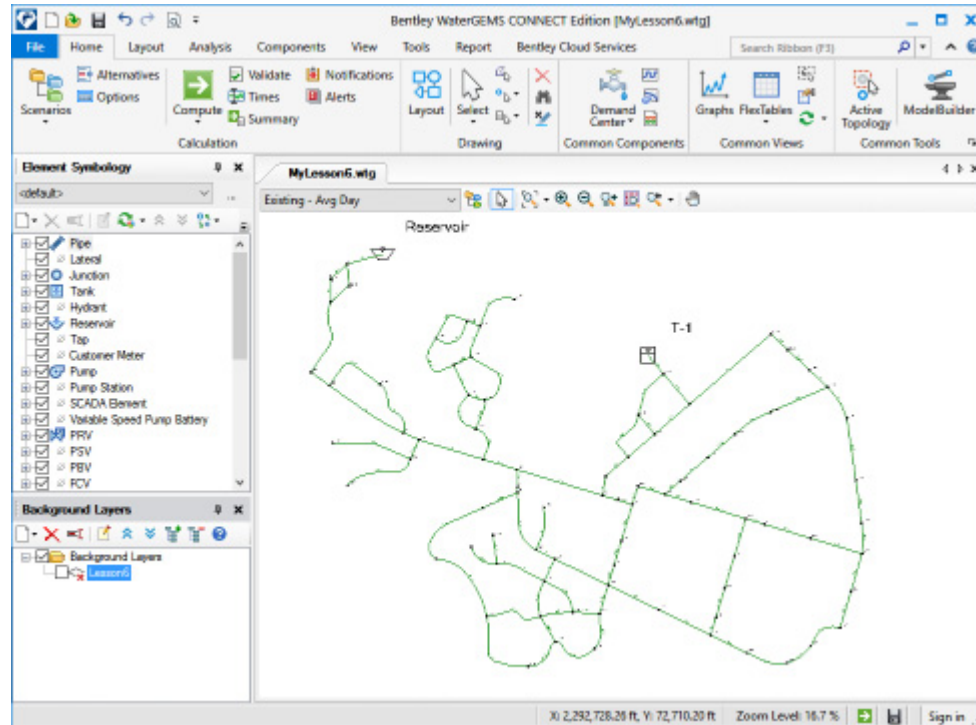 Bentley WaterGEMS CONNECT Edition [MyLesson6.wtg]
File Home Layout Analysis Components View Tools Report Bentley Cloud Services Search Ribbon (F3)
Scenarios
Alternatives
Options
Compute
Validate
Times
Summary
Notifications
Alerts
Layout
Select
Demand Center
Graphs
FlexTables
Active Topology
ModelBuilder
Calculation Drawing Common Components Common Views Common Tools
Element Symbology
<default>
Pipe
Lateral
Junction
Tank
Hydrant
Reservoir
Tap
Customer Meter
Pump
Pump Station
SCADA Element
Variable Speed Pump Battery
PRV
PSV
PBV
FCV
Background Layers
Background Layers
Lesson6
MyLesson6.wtg
Existing - Avg Day
Reservoir
T-1
X: 2,292,728.26 ft, Y: 72,710.20 ft Zoom Level: 16.7 % Sign in